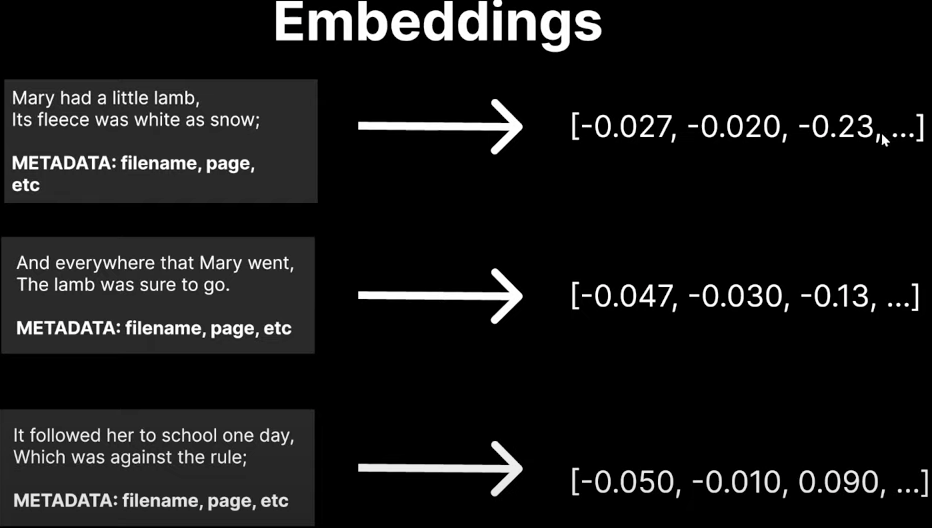 Embeddings
Mary had a little lamb,
Its fleece was white as snow;
METADATA: filename, page,
etc
[-0.027, -0.020, -0.23, ...]
And everywhere that Mary went,
The lamb was sure to go.
METADATA: filename, page, etc
[-0.047, -0.030, -0.13, ...]
It followed her to school one day,
Which was against the rule;
METADATA: filename, page, etc
[-0.050, -0.010, 0.090, ...]